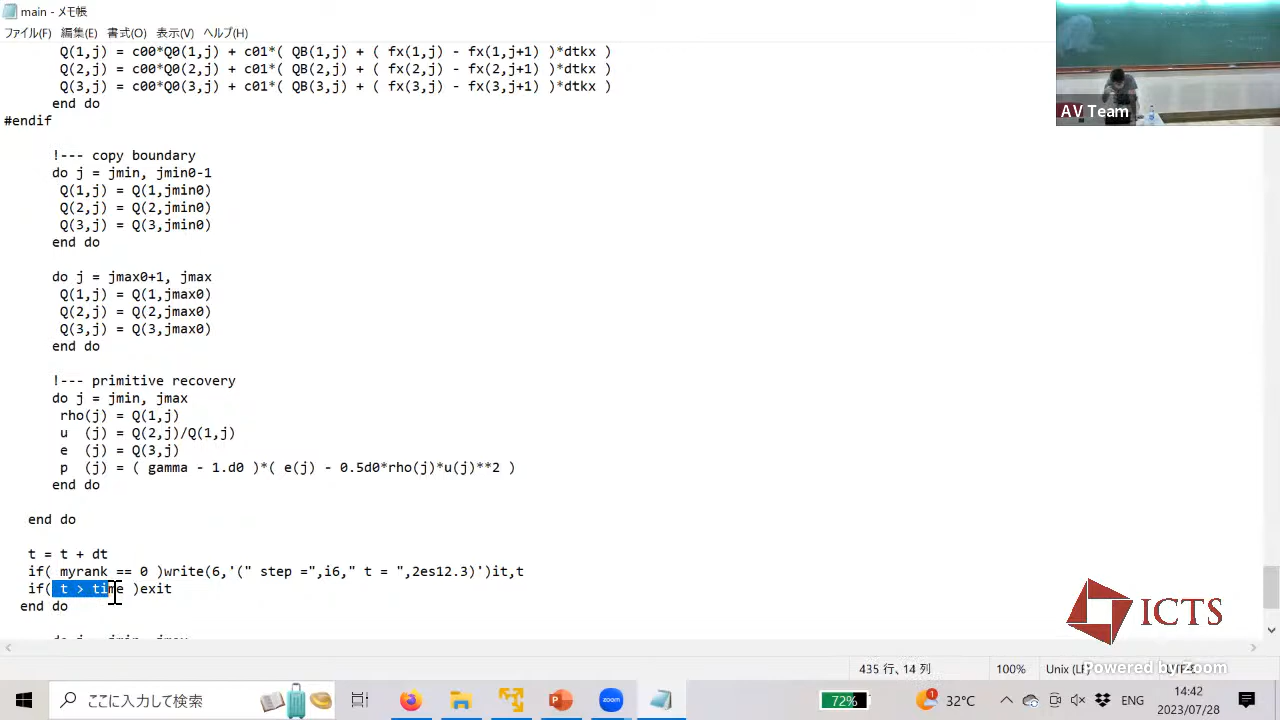 main - メモ帳
ファイル(F) 編集(E) 書式(O) 表示(V) ヘルプ(H)
Q(1,j) = c00*Q0(1,j) + c01*( QB(1,j) + ( fx(1,j) - fx(1,j+1) )*dtkx )
Q(2,j) = c00*Q0(2,j) + c01*( QB(2,j) + ( fx(2,j) - fx(2,j+1) )*dtkx )
Q(3,j) = c00*Q0(3,j) + c01*( QB(3,j) + ( fx(3,j) - fx(3,j+1) )*dtkx )
end do
#endif
!--- copy boundary
do j = jmin, jmin0-1
Q(1,j) = Q(1,jmin0)
Q(2,j) = Q(2,jmin0)
Q(3,j) = Q(3,jmin0)
end do
do j = jmax0+1, jmax
Q(1,j) = Q(1,jmax0)
Q(2,j) = Q(2,jmax0)
Q(3,j) = Q(3,jmax0)
end do
!--- primitive recovery
do j = jmin, jmax
rho(j) = Q(1,j)
u (j) = Q(2,j)/Q(1,j)
e (j) = Q(3,j)
p (j) = ( gamma - 1.d0 )*( e(j) - 0.5d0*rho(j)*u(j)**2 )
end do
end do
t = t + dt
if( myrank == 0 )write(6,'(" step =",i6," t = ",2es12.3)')it,t
if( t > time )exit
end do
do j = jmin, jmax
AV Team
ICTS
435 行、14 列
100%
Unix (LF)
UTF-8
Powered by Zoom
ここに入力して検索
zoom
72%
1
32°C
ENG
14:42
2023/07/28